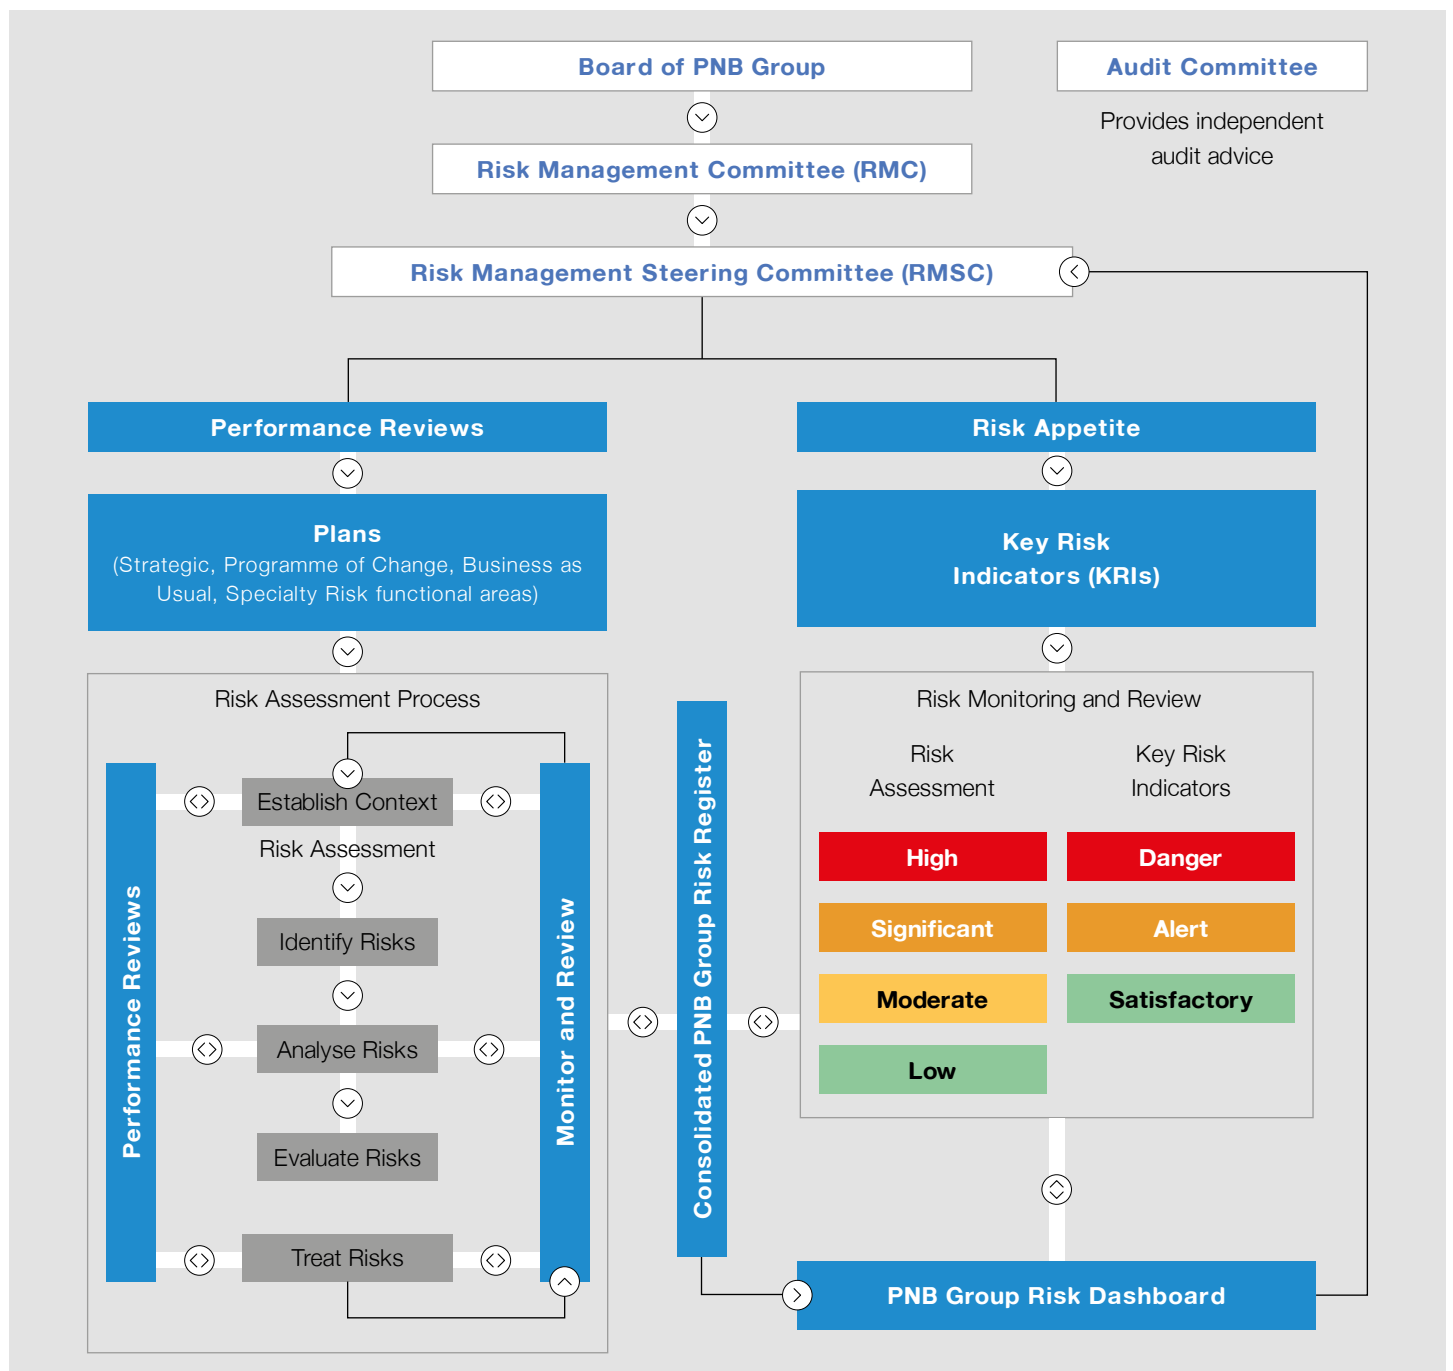 Board of PNB Group
Audit Committee
Provides independent
audit advice
Risk Management Committee (RMC)
Risk Management Steering Committee (RMSC)
Performance Reviews
Plans
(Strategic, Programme of Change, Business as
Usual, Specialty Risk functional areas)
Risk Assessment Process
Performance Reviews
Establish Context
Risk Assessment
Identify Risks
Analyse Risks
Evaluate Risks
Treat Risks
Monitor and Review
Consolidated PNB Group Risk Register
Risk Appetite
Key Risk
Indicators (KRIs)
Risk Monitoring and Review
Risk
Assessment
Key Risk
Indicators
High
Danger
Significant
Alert
Moderate
Satisfactory
Low
PNB Group Risk Dashboard